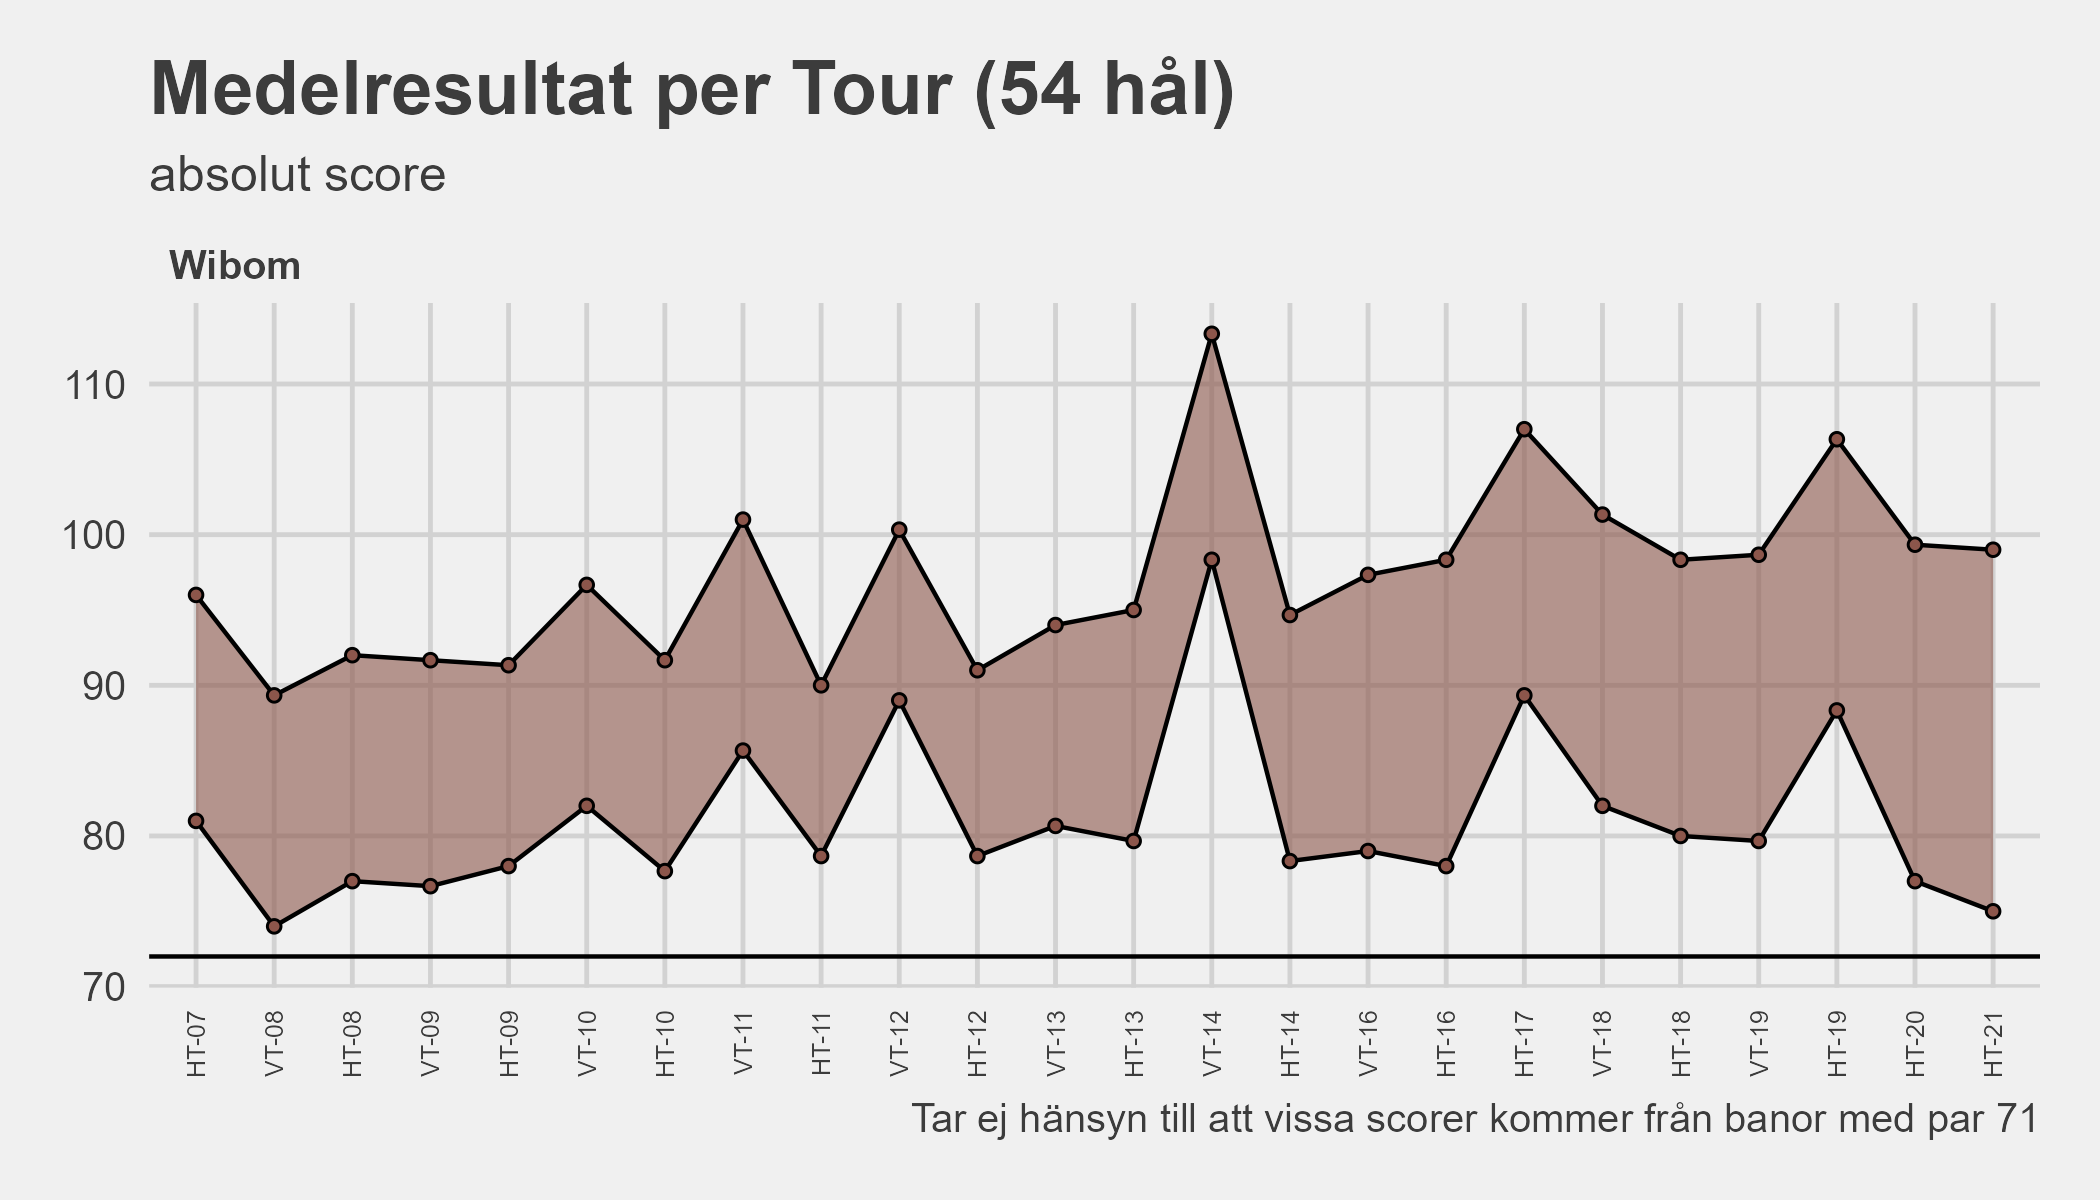 Medelresultat per Tour (54 hål)
absolut score
Wibom
110
100
90
80
70
HT-07
VT-08
HT-08
VT-09
HT-09
VT-10
HT-10
VT-11
HT-11
VT-12
HT-12
VT-13
HT-13
VT-14
HT-14
VT-16
HT-16
HT-17
VT-18
HT-18
VT-19
HT-19
HT-20
HT-21
Tar ej hänsyn till att vissa scorer kommer från banor med par 71